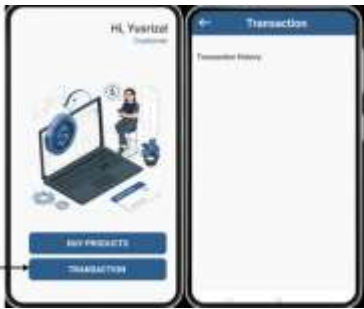 Hi, Yusrizal
Customer
BUY PRODUCTS
TRANSACTION
Transaction
Transaction History